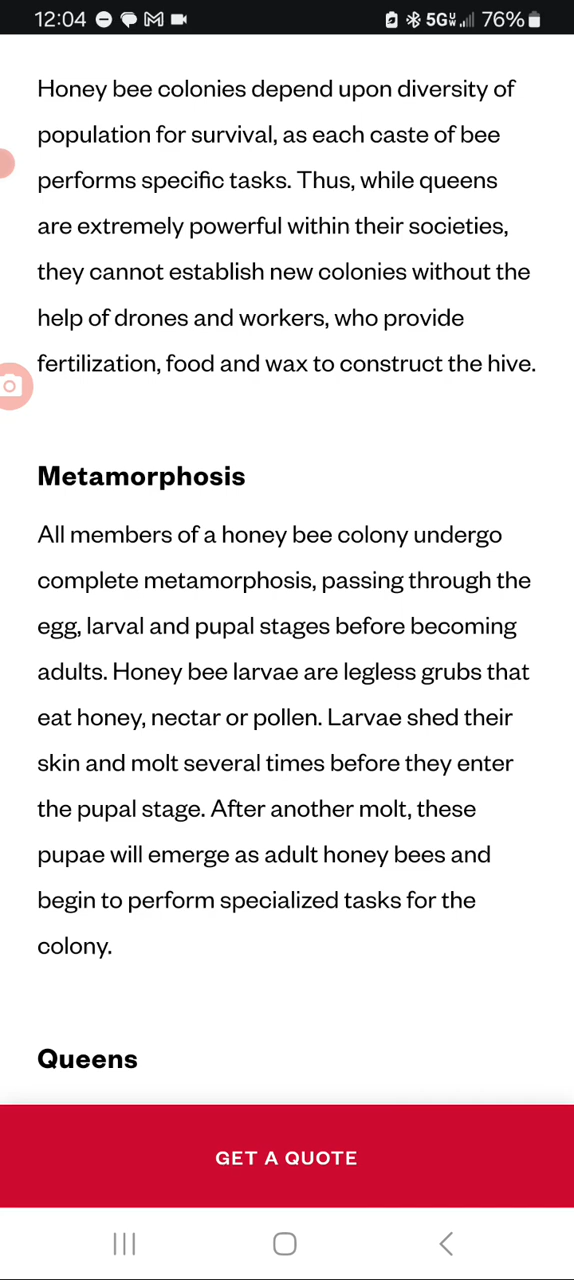 12:04
5G 76%
Honey bee colonies depend upon diversity of
population for survival, as each caste of bee
performs specific tasks. Thus, while queens
are extremely powerful within their societies,
they cannot establish new colonies without the
help of drones and workers, who provide
fertilization, food and wax to construct the hive.
Metamorphosis
All members of a honey bee colony undergo
complete metamorphosis, passing through the
egg, larval and pupal stages before becoming
adults. Honey bee larvae are legless grubs that
eat honey, nectar or pollen. Larvae shed their
skin and molt several times before they enter
the pupal stage. After another molt, these
pupae will emerge as adult honey bees and
begin to perform specialized tasks for the
colony.
Queens
GET A QUOTE